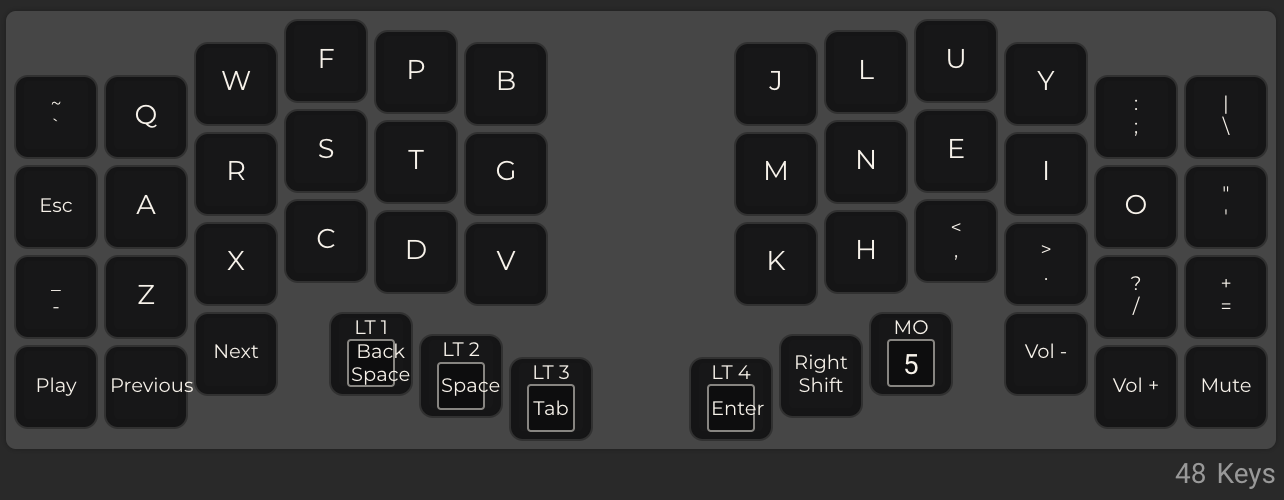 ~ Q W F P B J L U Y : |
` ; \
Esc A R S T G M N E I O "
'
_ Z X C D V K H < > ? +
- , . / =
Play Previous Next LT 1 LT 2 LT 3 LT 4 Right MO Vol - Vol + Mute
Back Space Tab Enter Shift 5
Space
48 Keys